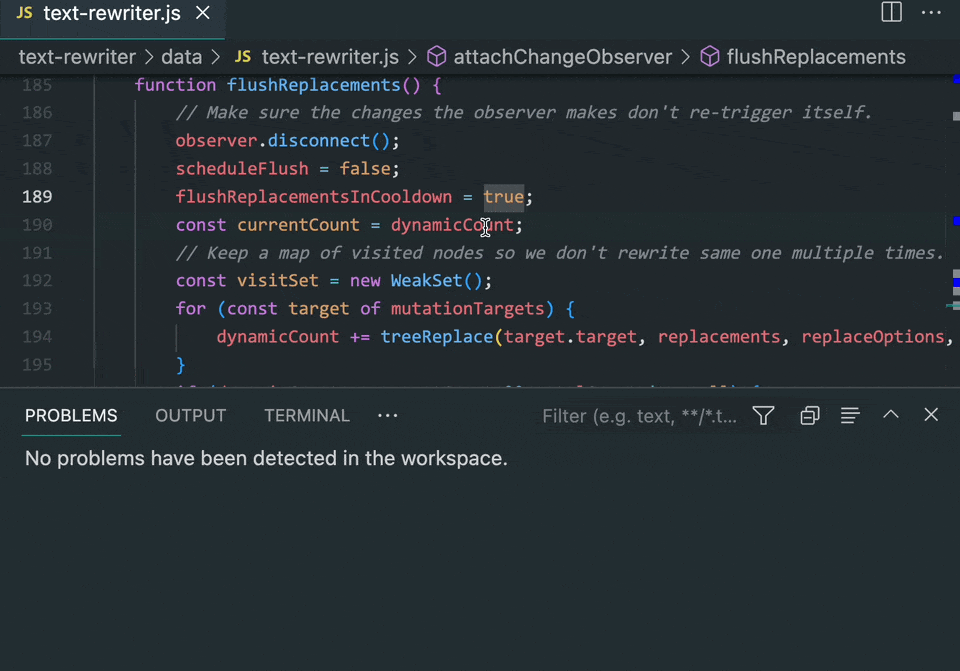 JS text-rewriter.js
text-rewriter > data > JS text-rewriter.js > attachChangeObserver > flushReplacements
185 function flushReplacements() {
186 // Make sure the changes the observer makes don't re-trigger itself.
187 observer.disconnect();
188 scheduleFlush = false;
189 flushReplacementsInCooldown = true;
190 const currentCount = dynamicCount;
191 // Keep a map of visited nodes so we don't rewrite same one multiple times.
192 const visitSet = new WeakSet();
193 for (const target of mutationTargets) {
194 dynamicCount += treeReplace(target.target, replacements, replaceOptions,
195 }
PROBLEMS OUTPUT TERMINAL ··· Filter (e.g. text, **/*.t...
No problems have been detected in the workspace.